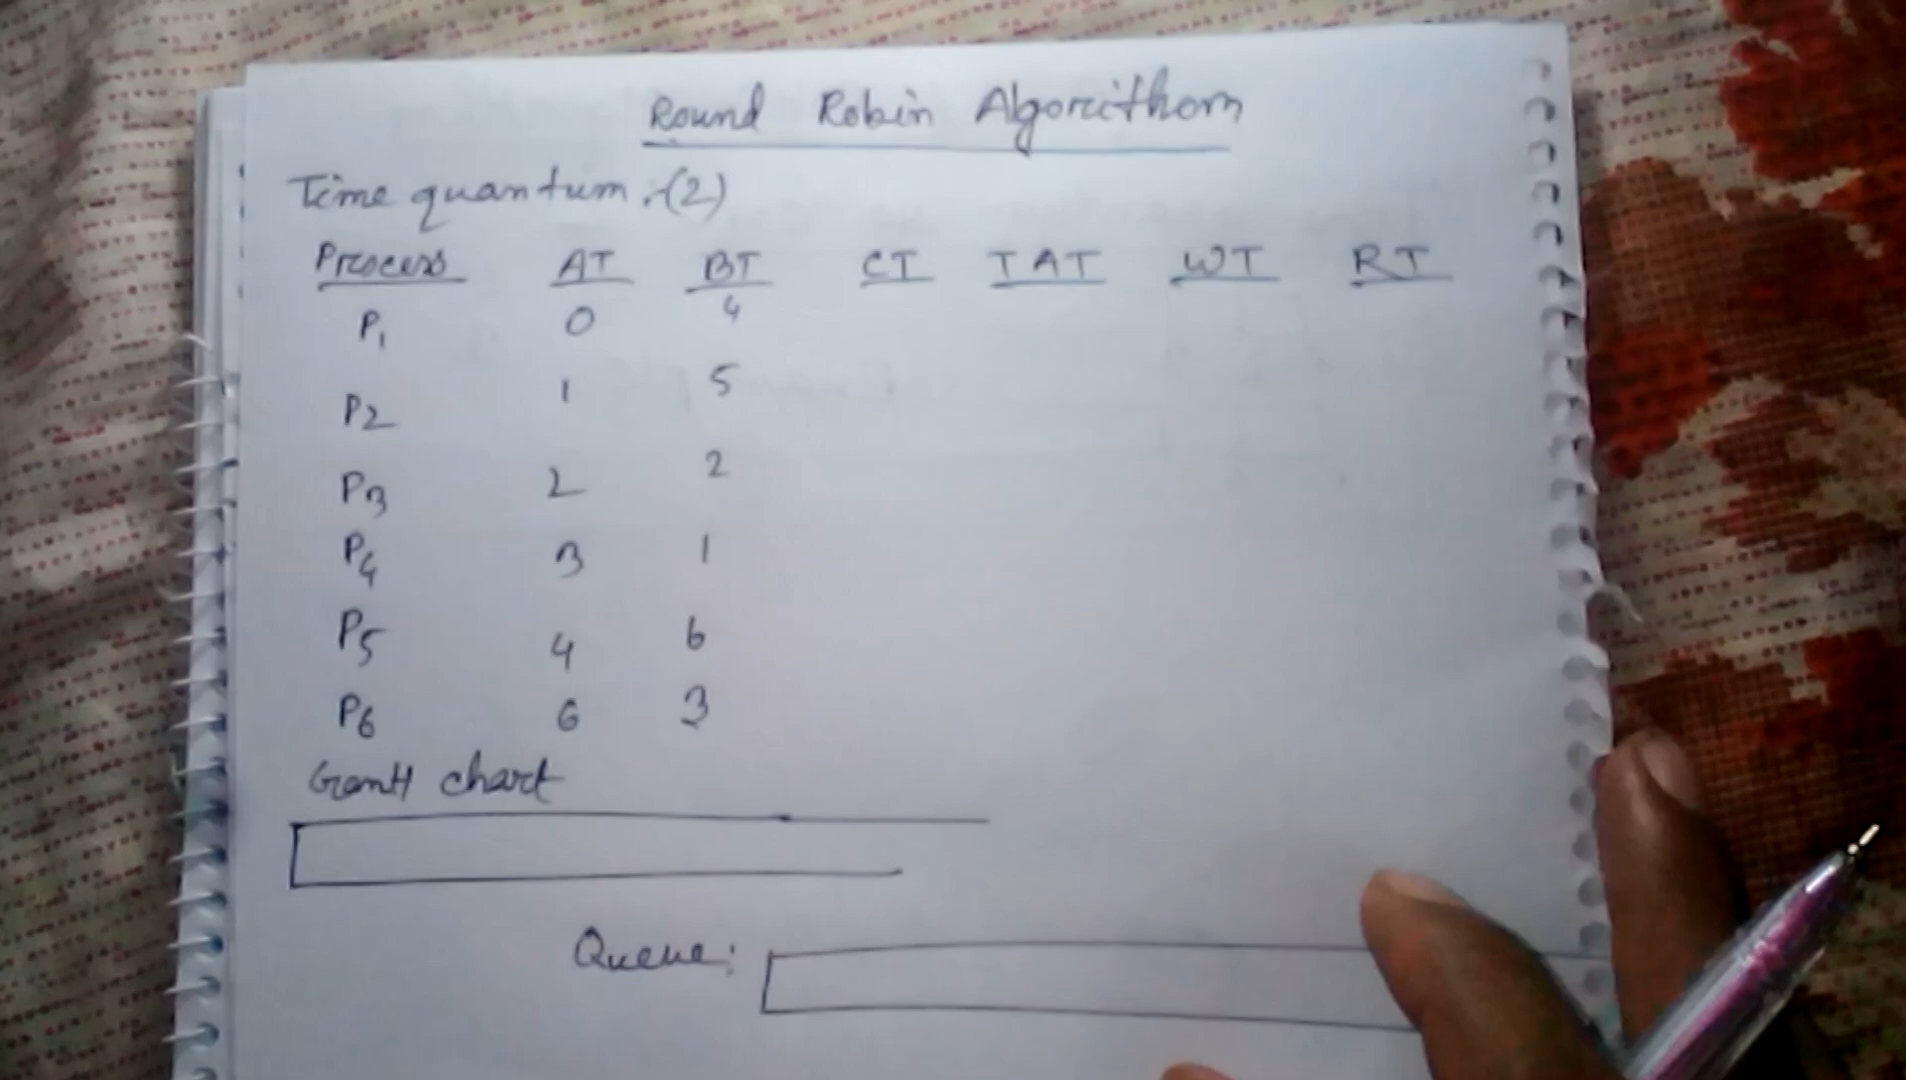 Round Robin Algorithom
Time quantum :-(2)
Process AT BT CT TAT WT RT
P1 0 4
P2 1 5
P3 2 2
P4 3 1
P5 4 6
P6 6 3
Gantt chart
Queue: